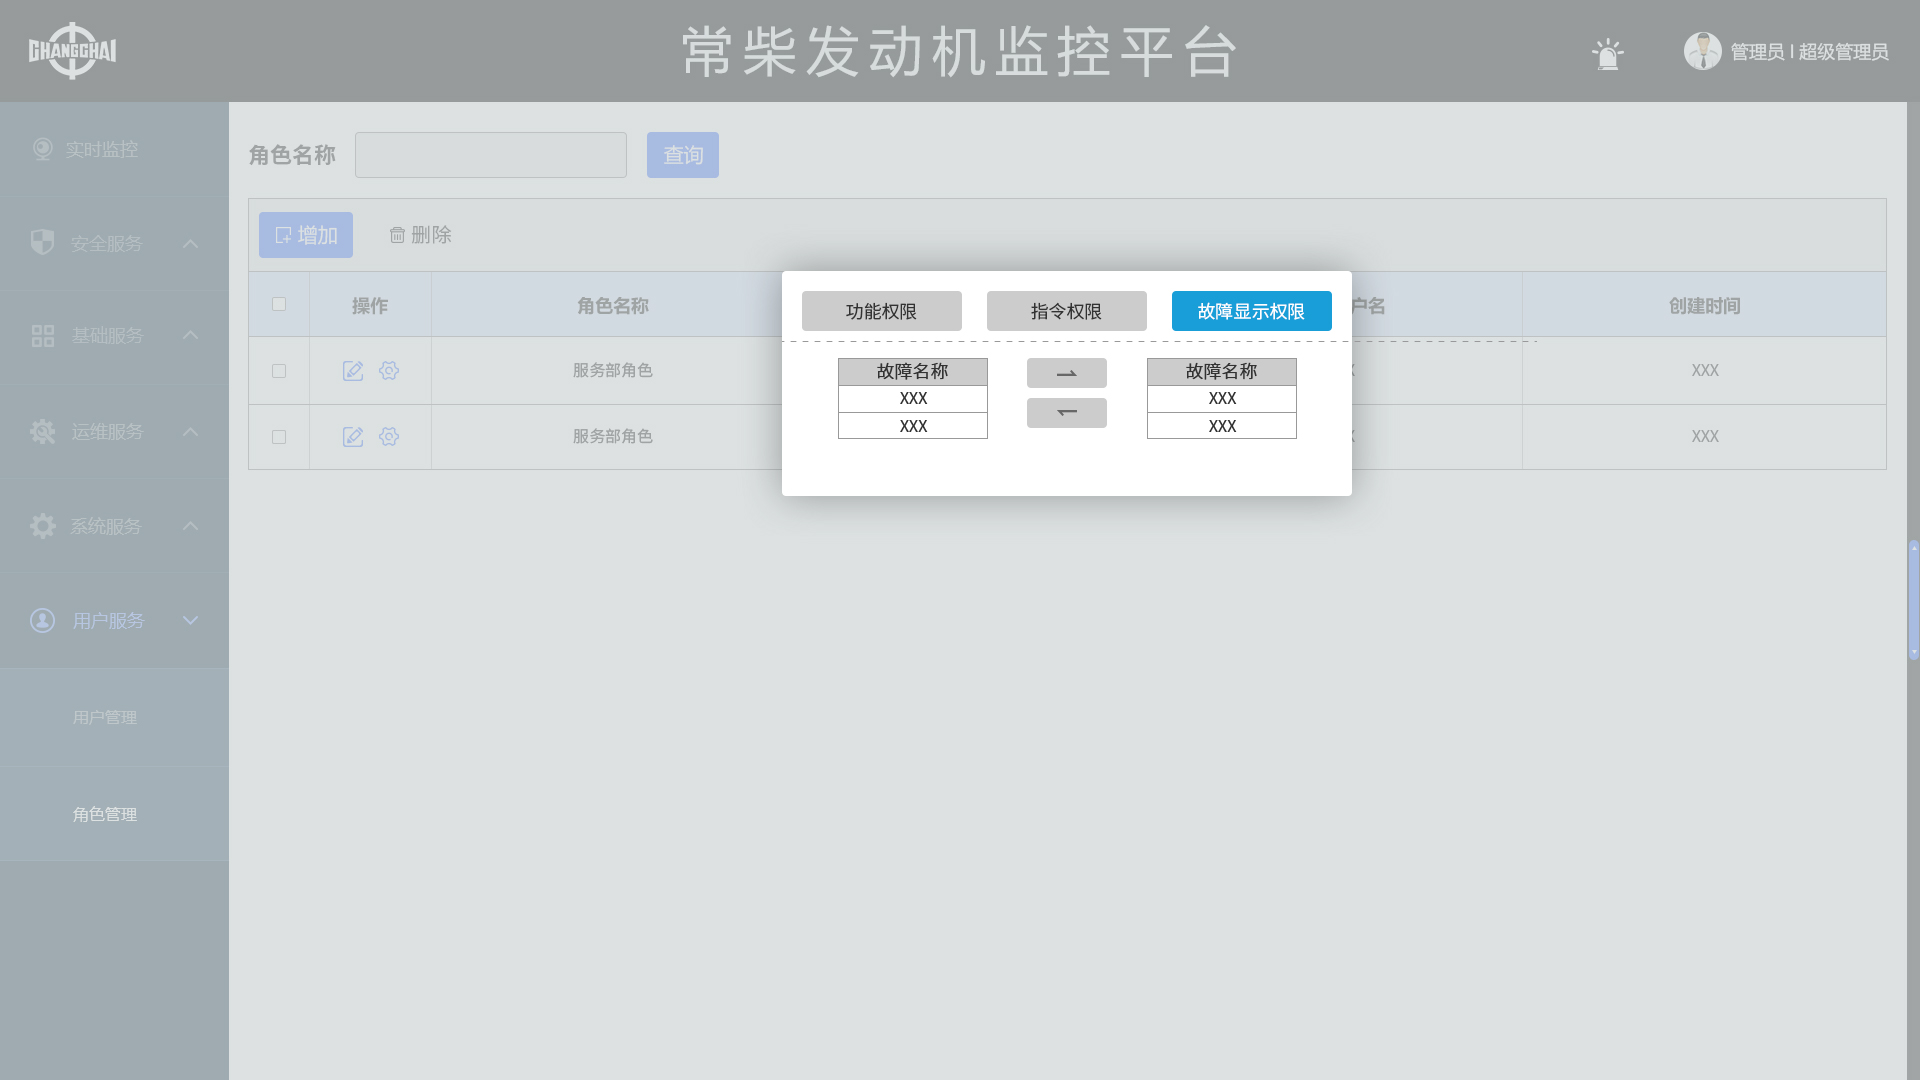 CHANGCHAI
常柴发动机监控平台
管理员 | 超级管理员
实时监控
安全服务
基础服务
运维服务
系统服务
用户服务
用户管理
角色管理
角色名称
查询
增加
删除
操作
角色名称
户名
创建时间
服务部角色
X
XXX
服务部角色
X
XXX
功能权限
指令权限
故障显示权限
故障名称
XXX
XXX
故障名称
XXX
XXX